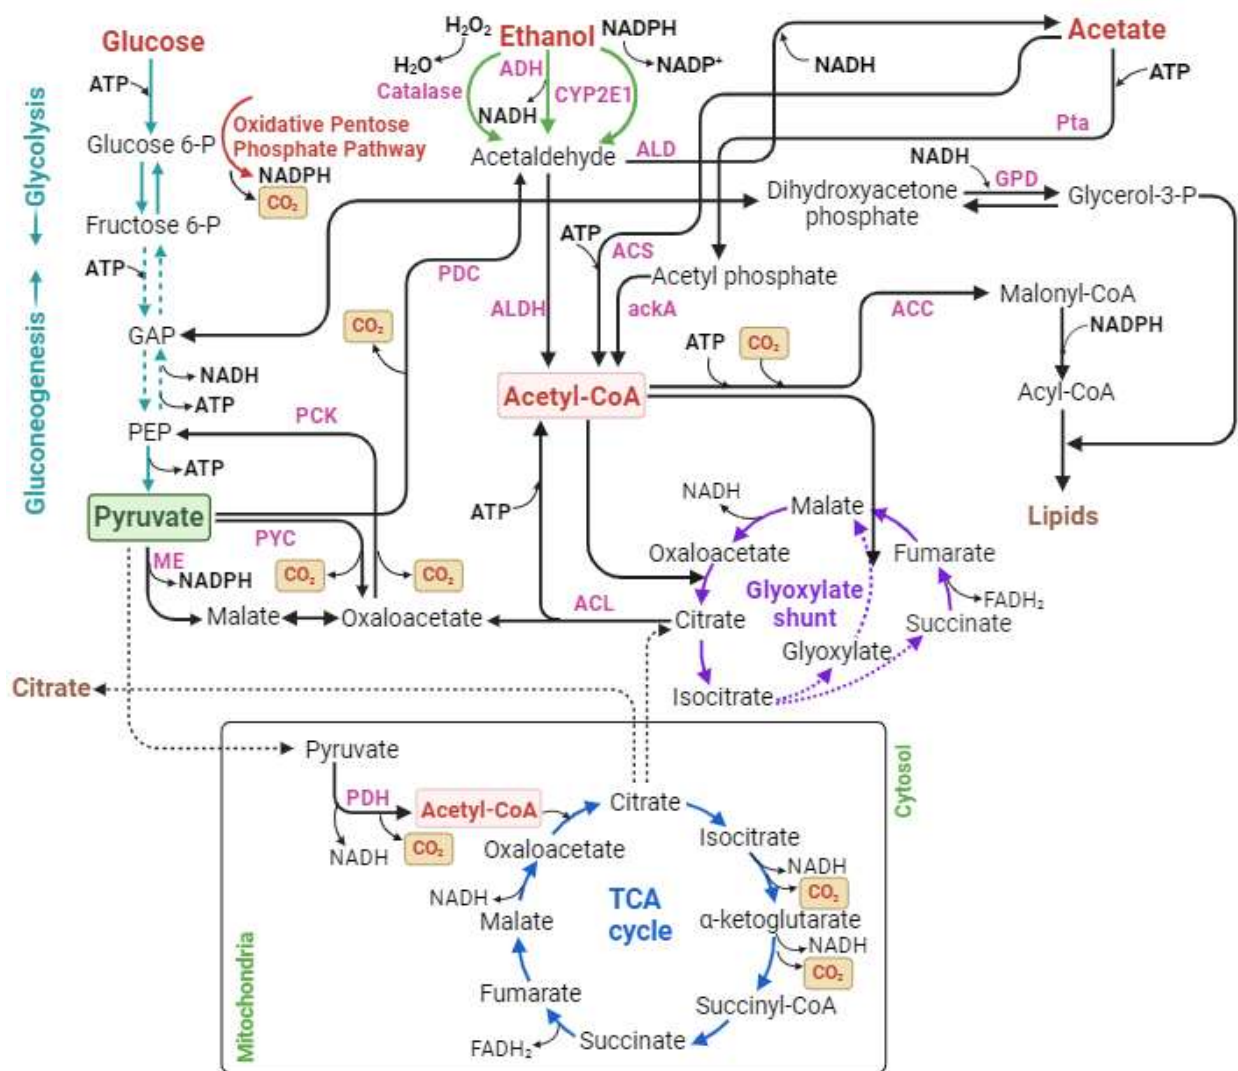 Glucose
H₂O₂
Ethanol
NADPH
Acetate
H₂O
ADH
NADP⁺
NADH
ATP
ATP
Catalase
CYP2E1
NADH
Pta
Glycolysis
Glucose 6-P
Oxidative Pentose
Phosphate Pathway
NADPH
CO₂
Acetaldehyde
ALD
NADH
GPD
Dihydroxyacetone
phosphate
Glycerol-3-P
Fructose 6-P
ATP
PDC
ATP
ACS
Acetyl phosphate
Gluconeogenesis
ALDH
ackA
ACC
Malonyl-CoA
GAP
CO₂
ATP
CO₂
NADPH
NADH
ATP
Acetyl-CoA
Acyl-CoA
PEP
PCK
ATP
Pyruvate
PYC
ATP
NADH
Malate
Lipids
ME
NADPH
CO₂
CO₂
Oxaloacetate
Fumarate
Glyoxylate
shunt
FADH₂
Malate
Oxaloacetate
ACL
Citrate
Succinate
Glyoxylate
Citrate
Isocitrate
Pyruvate
Cytosol
PDH
Acetyl-CoA
Citrate
NADH
CO₂
Oxaloacetate
Isocitrate
NADH
CO₂
NADH
Malate
TCA
cycle
α-ketoglutarate
NADH
CO₂
Mitochondria
Fumarate
Succinyl-CoA
FADH₂
Succinate